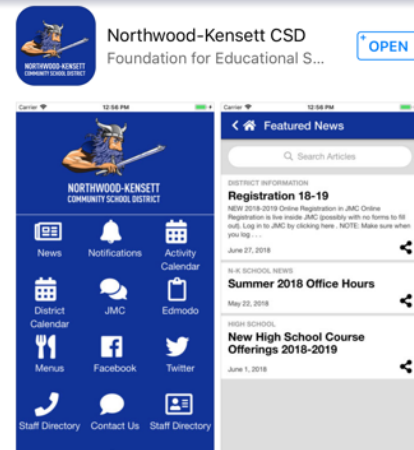 NORTHWOOD-KENSETT
COMMUNITY SCHOOL DISTRICT
Northwood-Kensett CSD
Foundation for Educational S...
+ OPEN
Carrier 12:56 PM
NORTHWOOD-KENSETT
COMMUNITY SCHOOL DISTRICT
News Notifications Activity
Calendar
District
Calendar JMC Edmodo
Menus Facebook Twitter
Staff Directory Contact Us Staff Directory
Carrier 12:56 PM
Featured News
Search Articles
DISTRICT INFORMATION
Registration 18-19
NEW 2018-2019 Online Registration in JMC Online
Registration is live inside JMC (possibly with no forms to fill
out). Log in to JMC by clicking here . NOTE: Make sure when
you log . . .
June 27, 2018
N-K SCHOOL NEWS
Summer 2018 Office Hours
May 22, 2018
HIGH SCHOOL
New High School Course
Offerings 2018-2019
June 1, 2018